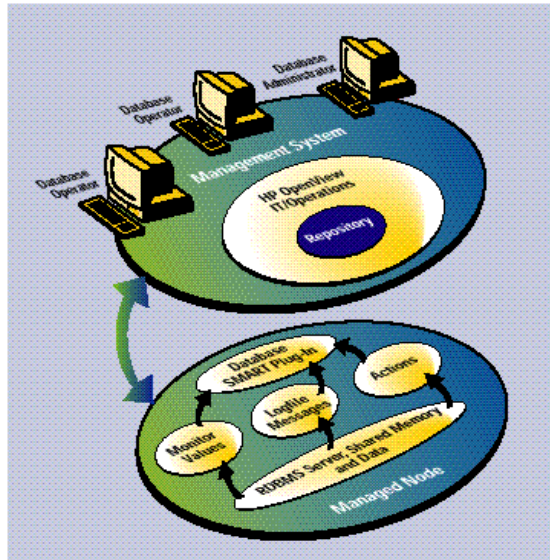 Database
Administrator
Database
Operator
Database
Operator
Management System
HP OpenView
IT/Operations
Repository
Database
SMART Plug-In
Actions
Logfile
Messages
Monitor
Values
RDBMS Server, Shared Memory
and Data
Managed Node